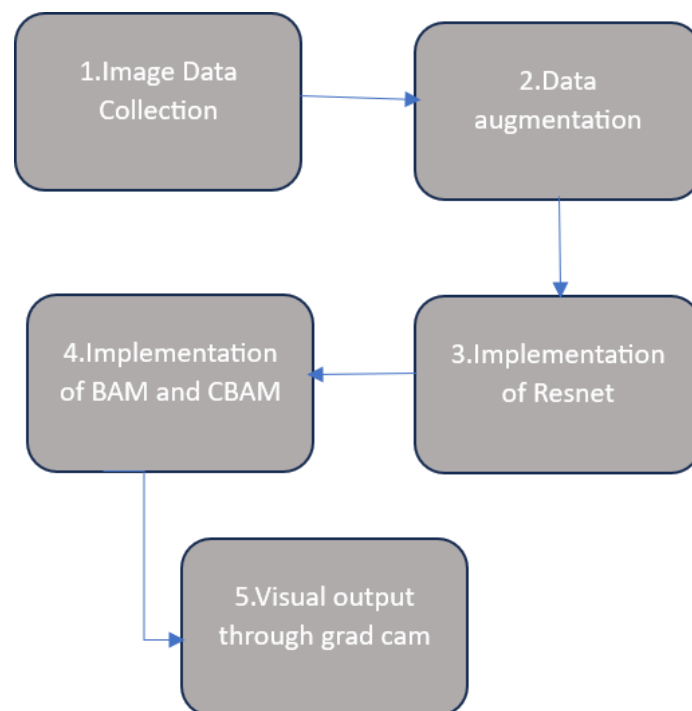 1.Image Data
Collection
2.Data
augmentation
3.Implementation
of Resnet
4.Implementation
of BAM and CBAM
5.Visual output
through grad cam